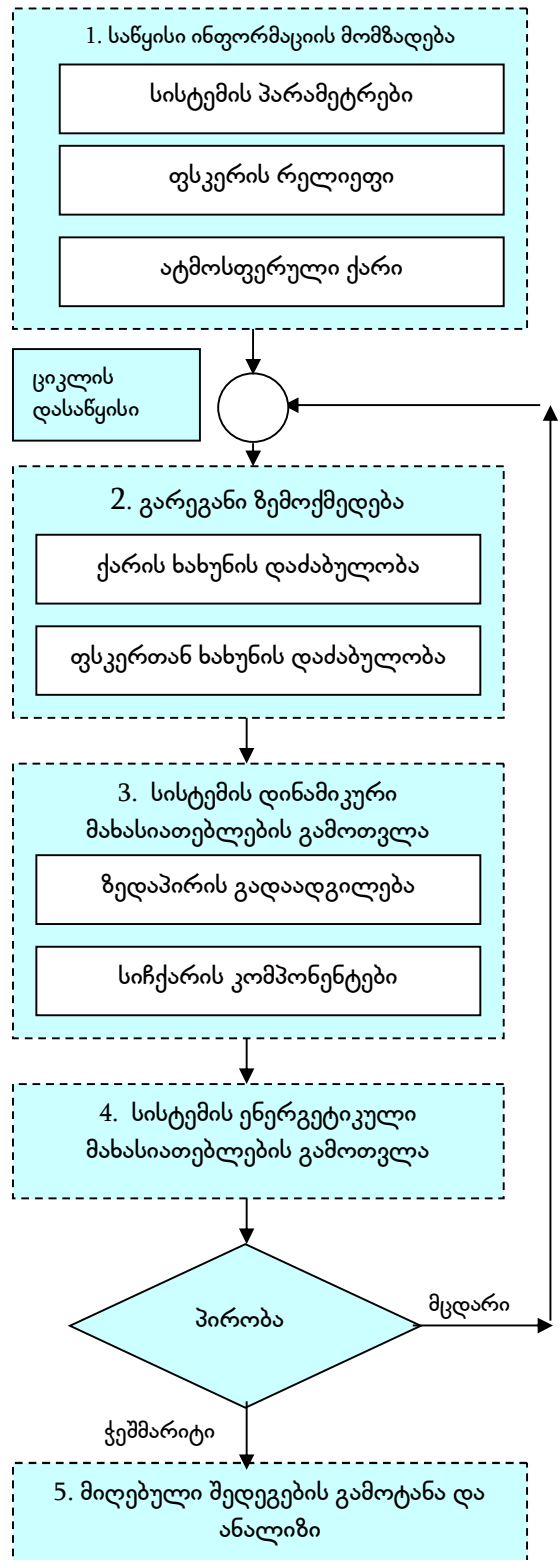 1. საწყისი ინფორმაციის მომზადება
სისტემის პარამეტრები
ფსკერის რელიეფი
ატმოსფერული ქარი
ციკლის
დასაწყისი
2. გარეგანი ზემოქმედება
ქარის ხახუნის დაძაბულობა
ფსკერთან ხახუნის დაძაბულობა
3. სისტემის დინამიკური
მახასიათებლების გამოთვლა
ზედაპირის გადაადგილება
სიჩქარის კომპონენტები
4. სისტემის ენერგეტიკული
მახასიათებლების გამოთვლა
პირობა
მცდარი
ჭეშმარიტი
5. მიღებული შედეგების გამოტანა და
ანალიზი